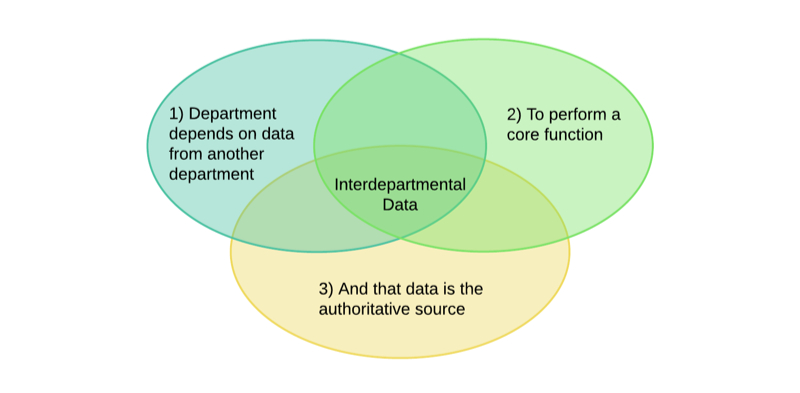 1) Department
depends on data
from another
department
2) To perform a
core function
Interdepartmental
Data
3) And that data is the
authoritative source